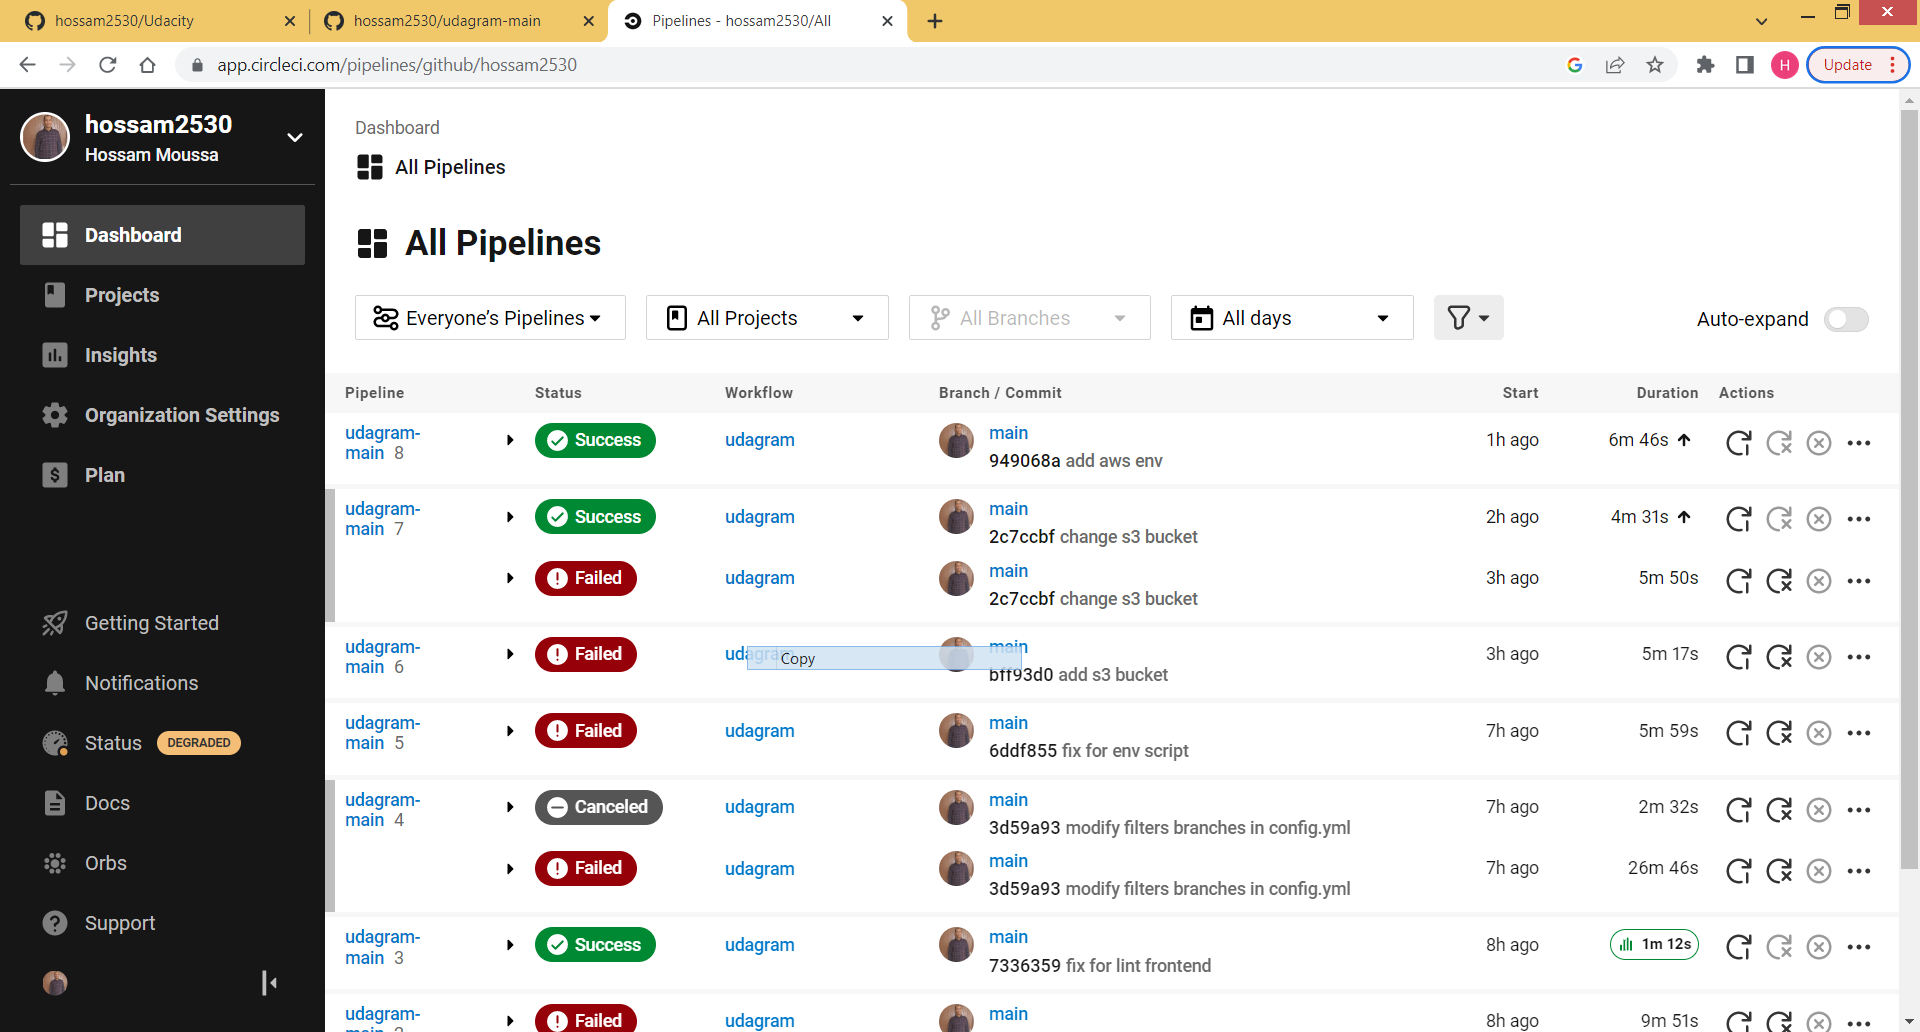 hossam2530/Udacity
hossam2530/udagram-main
Pipelines - hossam2530/All
app.circleci.com/pipelines/github/hossam2530
H
Update
hossam2530
Hossam Moussa
Dashboard
Projects
Insights
Organization Settings
Plan
Getting Started
Notifications
Status DEGRADED
Docs
Orbs
Support
Dashboard
All Pipelines
All Pipelines
Everyone’s Pipelines
All Projects
All Branches
All days
Auto-expand
Pipeline Status Workflow Branch / Commit Start Duration Actions
udagram-
main 8
Success
udagram
main
949068a add aws env
1h ago
6m 46s
udagram-
main 7
Success
udagram
main
2c7ccbf change s3 bucket
2h ago
4m 31s
Failed
udagram
main
2c7ccbf change s3 bucket
3h ago
5m 50s
udagram-
main 6
Failed
udagram
Copy
main
bff93d0 add s3 bucket
3h ago
5m 17s
udagram-
main 5
Failed
udagram
main
6ddf855 fix for env script
7h ago
5m 59s
udagram-
main 4
Canceled
udagram
main
3d59a93 modify filters branches in config.yml
7h ago
2m 32s
Failed
udagram
main
3d59a93 modify filters branches in config.yml
7h ago
26m 46s
udagram-
main 3
Success
udagram
main
7336359 fix for lint frontend
8h ago
1m 12s
udagram-
Failed
udagram
main
8h ago
9m 51s